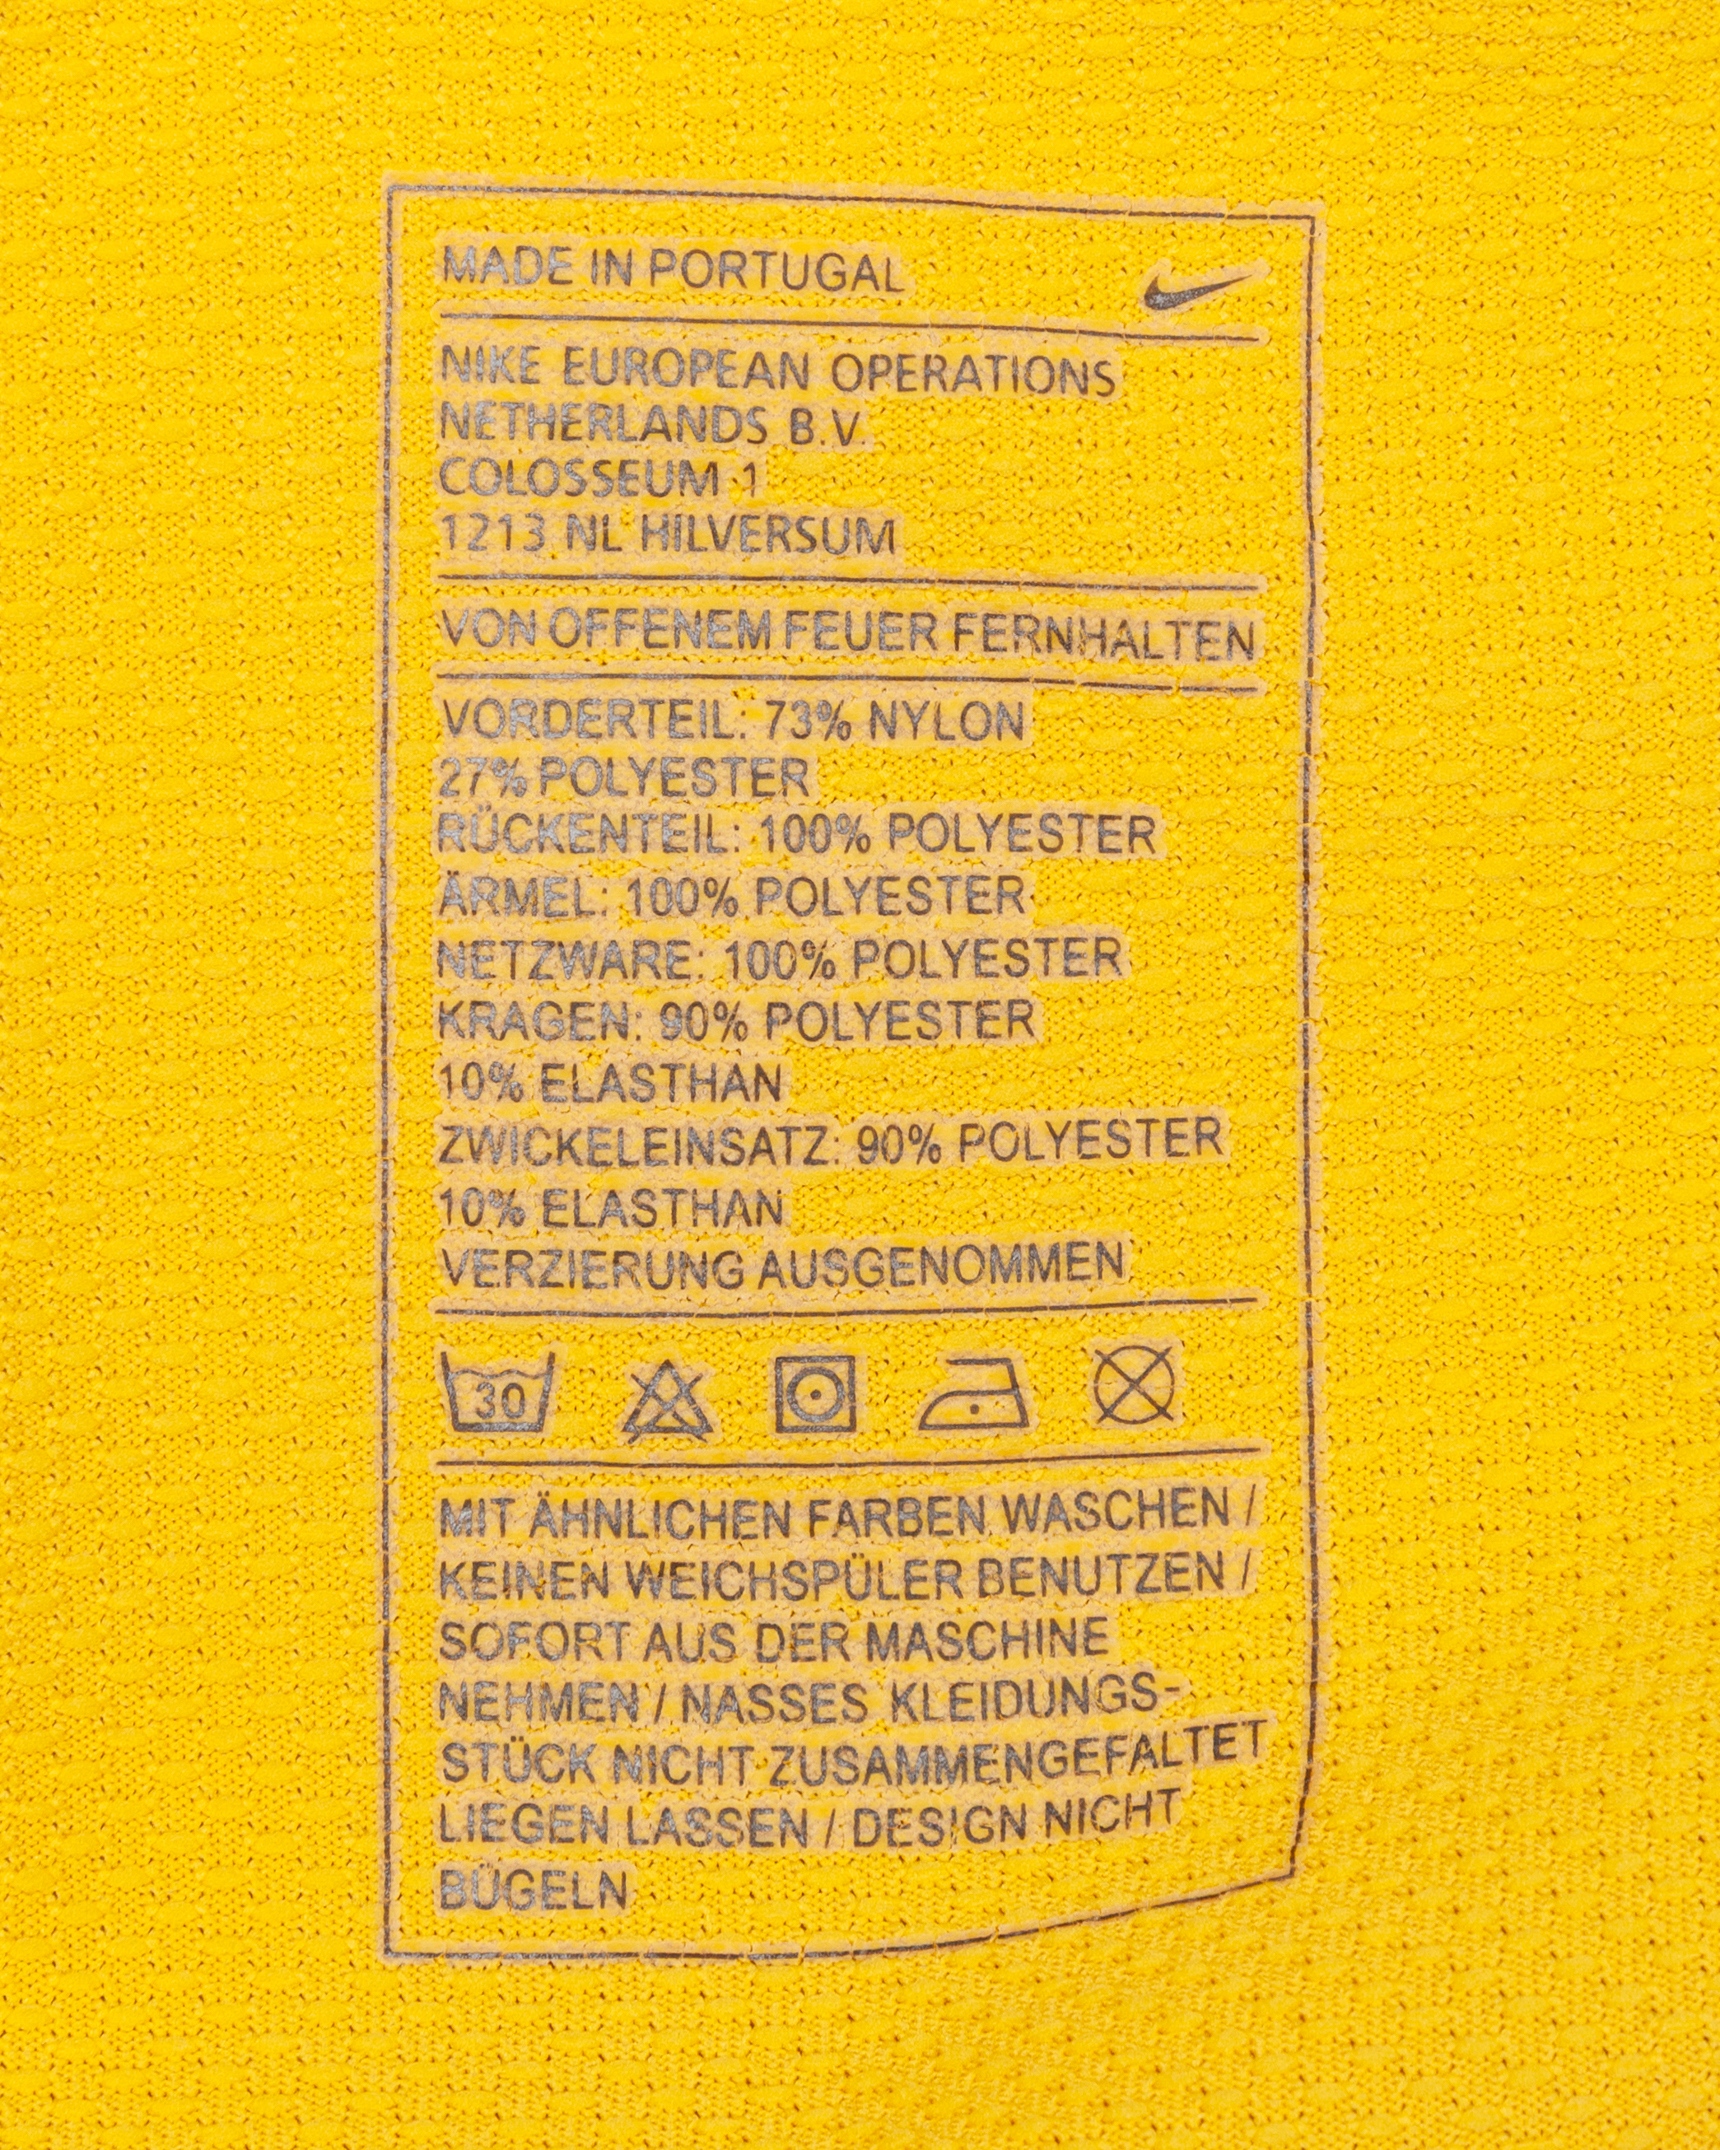 MADE IN PORTUGAL
NIKE EUROPEAN OPERATIONS
NETHERLANDS B.V.
COLOSSEUM 1
1213 NL HILVERSUM
VON OFFENEM FEUER FERNHALTEN
VORDERTEIL: 73% NYLON
27% POLYESTER
RÜCKENTEIL: 100% POLYESTER
ÄRMEL: 100% POLYESTER
NETZWARE: 100% POLYESTER
KRAGEN: 90% POLYESTER
10% ELASTHAN
ZWICKELEINSATZ: 90% POLYESTER
10% ELASTHAN
VERZIERUNG AUSGENOMMEN
30
MIT ÄHNLICHEN FARBEN WASCHEN /
KEINEN WEICHSPÜLER BENUTZEN /
SOFORT AUS DER MASCHINE
NEHMEN / NASSES KLEIDUNGS-
STÜCK NICHT ZUSAMMENGEFALTET
LIEGEN LASSEN / DESIGN NICHT
BÜGELN